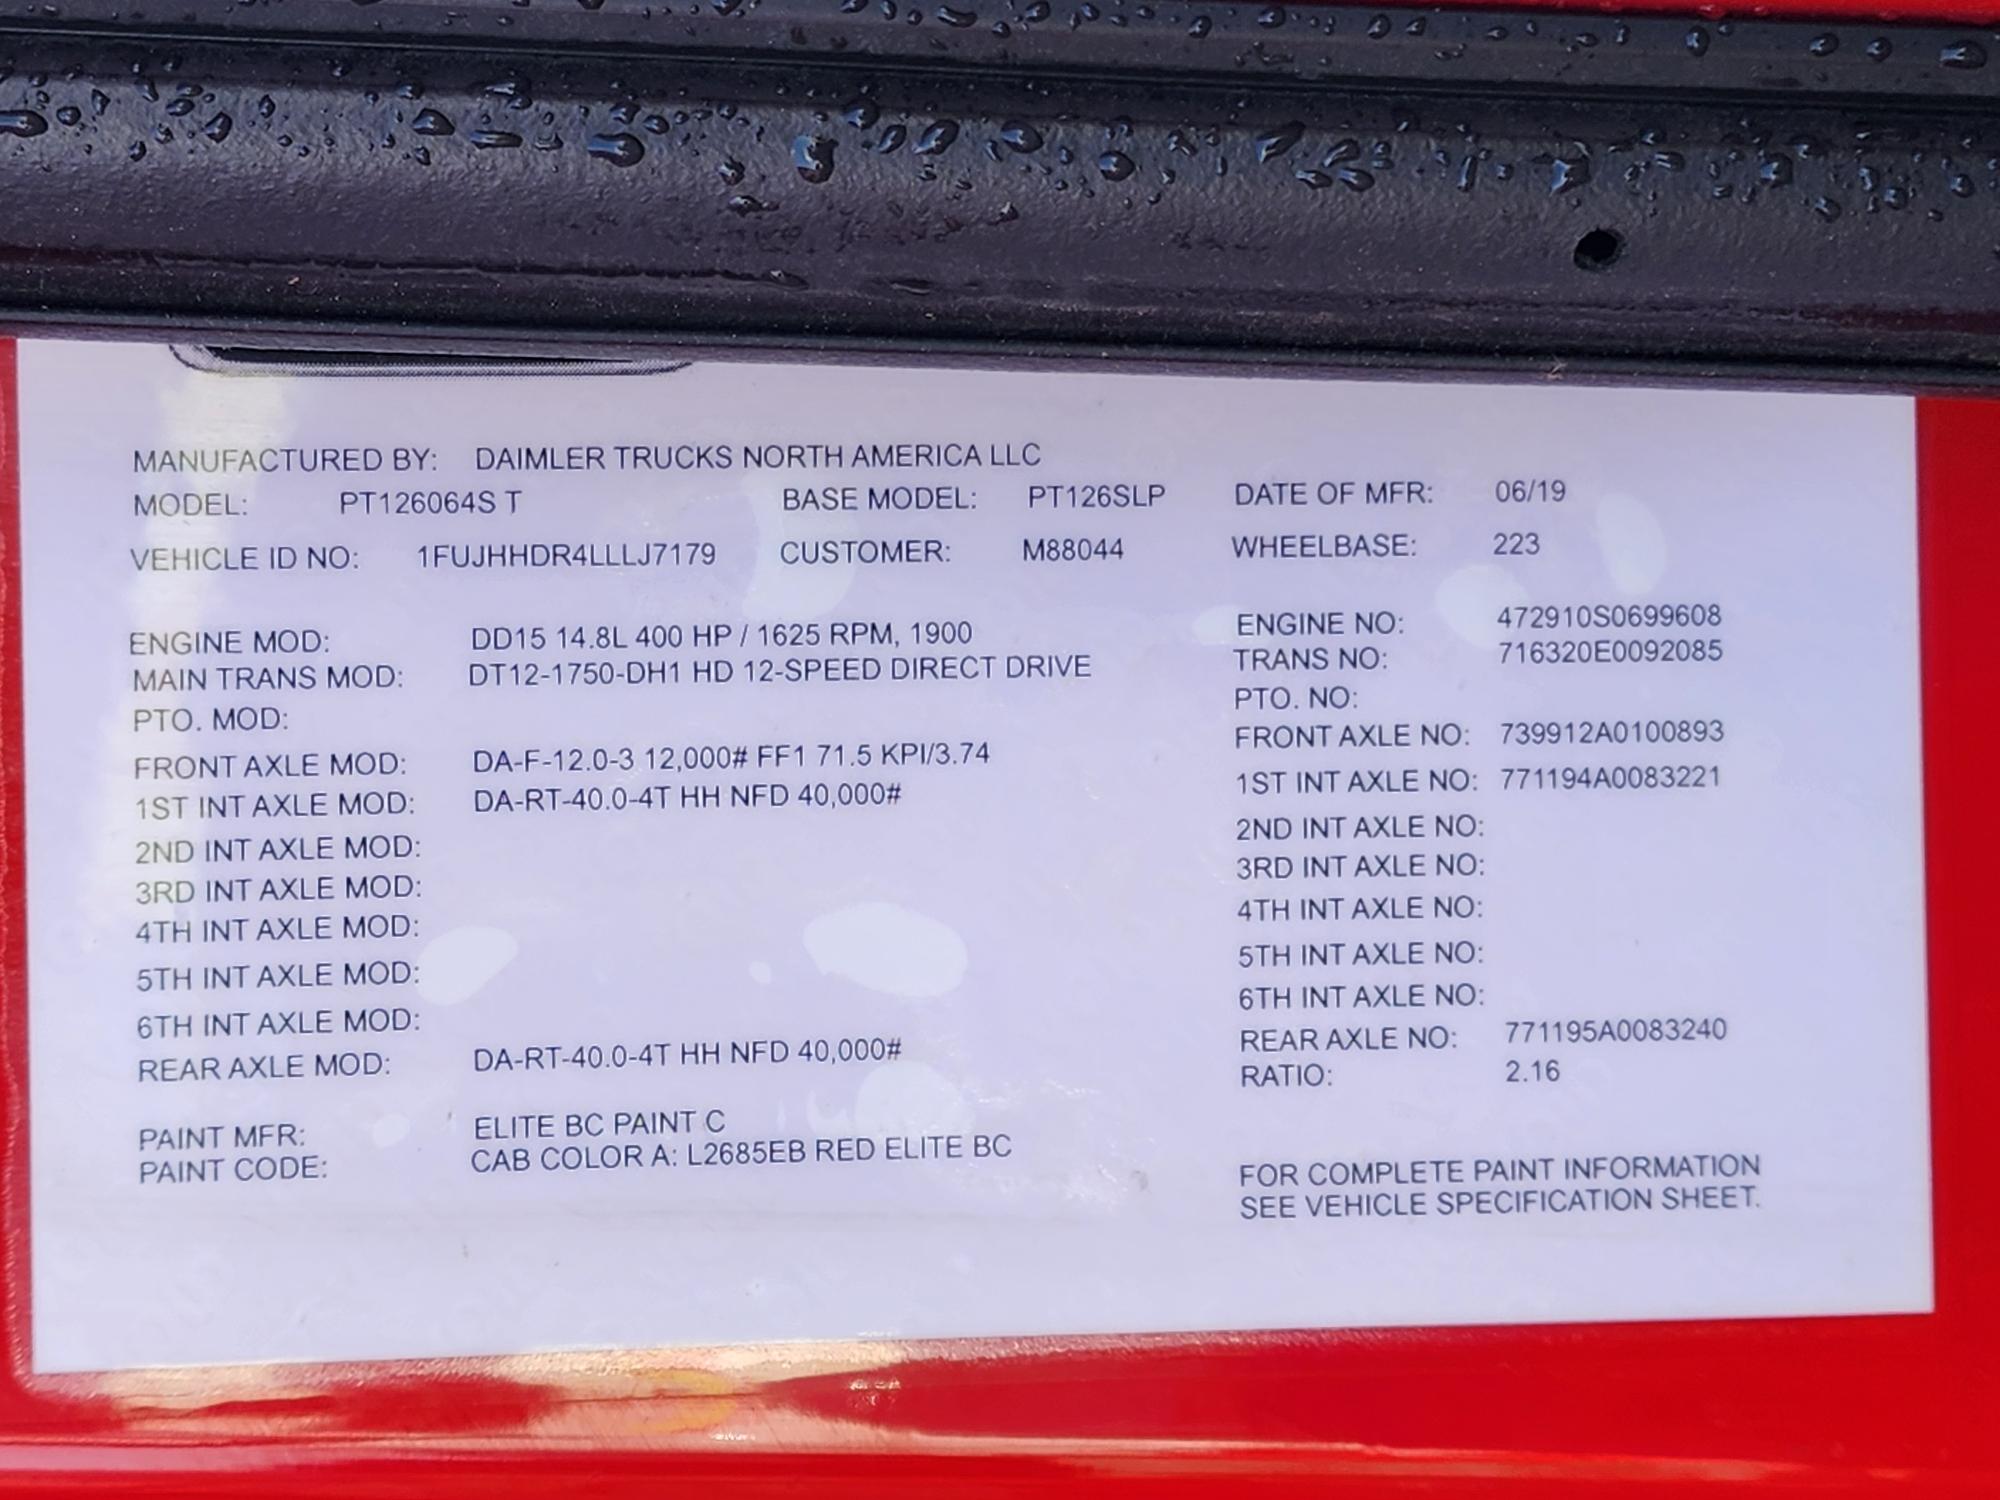 MANUFACTURED BY: DAIMLER TRUCKS NORTH AMERICA LLC
MODEL: PT126064S T BASE MODEL: PT126SLP DATE OF MFR: 06/19
VEHICLE ID NO: 1FUJHHDR4LLLJ7179 CUSTOMER: M88044 WHEELBASE: 223
ENGINE MOD: DD15 14.8L 400 HP / 1625 RPM, 1900 ENGINE NO: 472910S0699608
MAIN TRANS MOD: DT12-1750-DH1 HD 12-SPEED DIRECT DRIVE TRANS NO: 716320E0092085
PTO. MOD: PTO. NO:
FRONT AXLE MOD: DA-F-12.0-3 12,000# FF1 71.5 KPI/3.74 FRONT AXLE NO: 739912A0100893
1ST INT AXLE MOD: DA-RT-40.0-4T HH NFD 40,000# 1ST INT AXLE NO: 771194A0083221
2ND INT AXLE MOD: 2ND INT AXLE NO:
3RD INT AXLE MOD: 3RD INT AXLE NO:
4TH INT AXLE MOD: 4TH INT AXLE NO:
5TH INT AXLE MOD: 5TH INT AXLE NO:
6TH INT AXLE MOD: 6TH INT AXLE NO:
REAR AXLE MOD: DA-RT-40.0-4T HH NFD 40,000# REAR AXLE NO: 771195A0083240
RATIO: 2.16
PAINT MFR: ELITE BC PAINT C
PAINT CODE: CAB COLOR A: L2685EB RED ELITE BC
FOR COMPLETE PAINT INFORMATION
SEE VEHICLE SPECIFICATION SHEET.